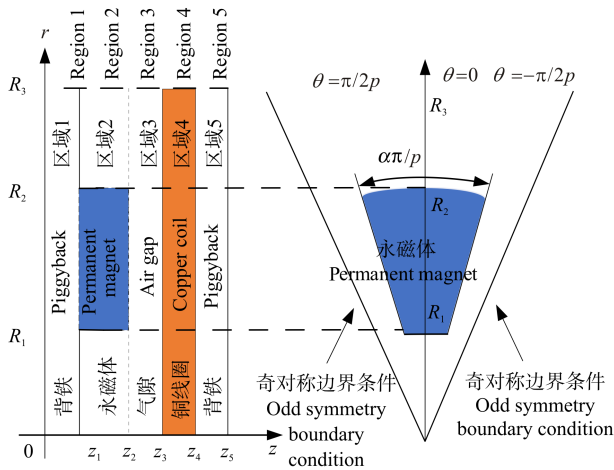 r
Region 1
Region 2
Region 3
Region 4
Region 5
R3
R2
R1
区域1
区域2
区域3
区域4
区域5
Piggyback
Permanent
magnet
Air gap
Copper coil
Piggyback
背铁
永磁体
气隙
铜线圈
背铁
0
z1
z2
z3
z4
z5
z
θ=π/2p
θ=0
θ=-π/2p
R3
απ/p
R2
永磁体
Permanent magnet
R1
奇对称边界条件
Odd symmetry
boundary
condition
奇对称边界条件
Odd symmetry
boundary condition